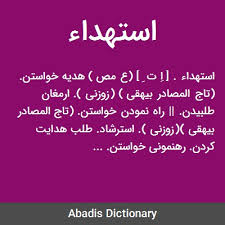 استهداء
استهداء . [ اِ ت ِ ] (ع مص ) هدیه خواستن.
(تاج المصادر بیهقی ) (زوزنی ). ارمغان
طلبیدن. || راه نمودن خواستن. (تاج المصادر
بیهقی )(زوزنی ). استرشاد. طلب هدایت
کردن. رهنمونی خواستن. ...
Abadis Dictionary